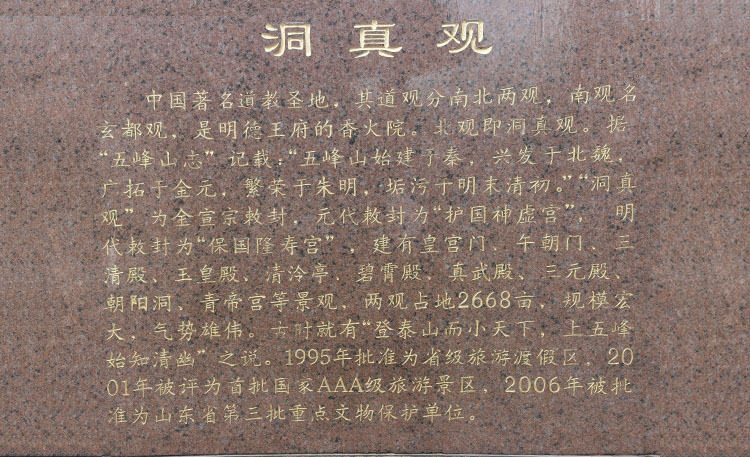 洞真观
中国著名道教圣地，其道观分南北两观，南观名
玄都观，是明德王府的香火院。北观即洞真观。据
“五峰山志”记载：“五峰山始建于秦，兴发于北魏，
广拓于金元，繁荣于朱明，垢污于明末清初。”“洞真
观”为金宣宗敕封，元代敕封为“护国神虚宫”，明
代敕封为“保国隆寿宫”，建有皇宫门、午朝门、三
清殿、玉皇殿、清泠亭、碧霄殿、真武殿、三元殿、
朝阳洞、青帝宫等景观，两观占地2668亩，规模宏
大，气势雄伟。古时就有“登泰山而小天下，上五峰
始知清幽”之说。1995年批准为省级旅游渡假区，20
01年被评为首批国家AAA级旅游景区，2006年被批
准为山东省第三批重点文物保护单位。